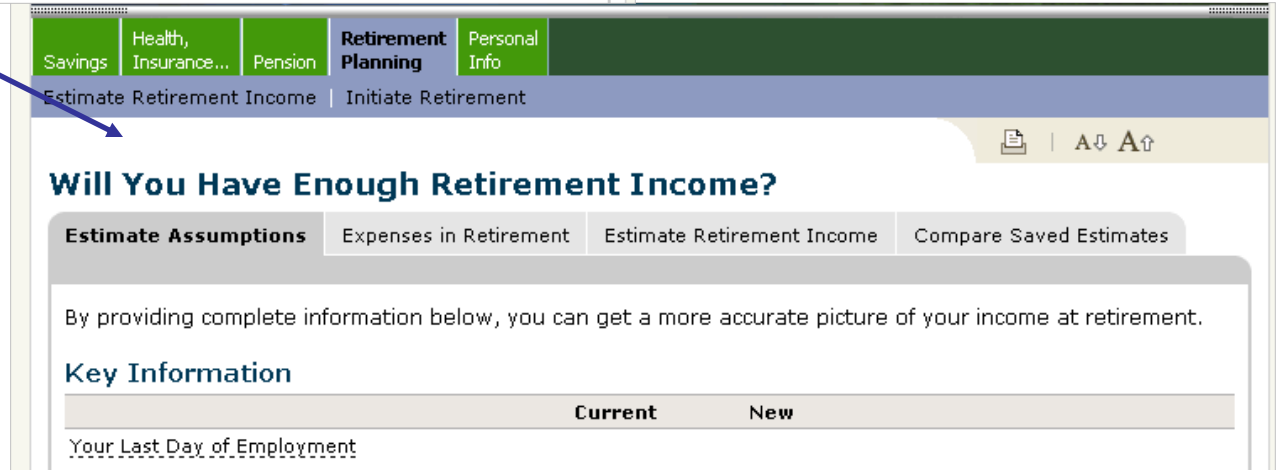 Savings Health, Insurance... Pension Retirement Planning Personal Info
Estimate Retirement Income | Initiate Retirement
A A
Will You Have Enough Retirement Income?
Estimate Assumptions Expenses in Retirement Estimate Retirement Income Compare Saved Estimates
By providing complete information below, you can get a more accurate picture of your income at retirement.
Key Information
Current New
Your Last Day of Employment